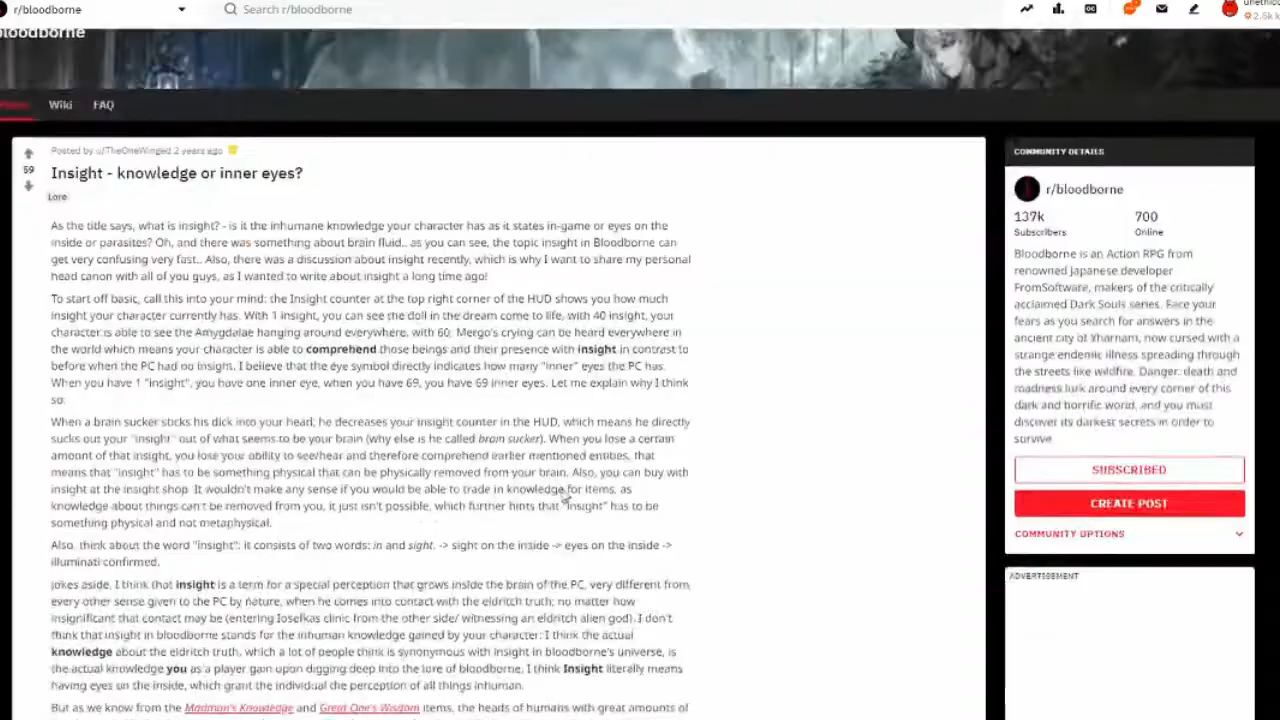 r/bloodborne
Search r/bloodborne
2.5k
bloodborne
Wiki
FAQ
Posted by u/TheOneWinged 2 years ago
59
Insight - knowledge or inner eyes?
Lore
As the title says, what is insight? - is it the inhumane knowledge your character has as it states in-game or eyes on the
inside or parasites? Oh, and there was something about brain fluid.. as you can see, the topic insight in Bloodborne can
get very confusing very fast.. Also, there was a discussion about insight recently, which is why I want to share my personal
head canon with all of you guys, as I wanted to write about insight a long time ago!
To start off basic, call this into your mind: the Insight counter at the top right corner of the HUD shows you how much
insight your character currently has. With 1 insight, you can see the doll in the dream come to life, with 40 insight, your
character is able to see the Amygdalae hanging around everywhere, with 60, Mergo's crying can be heard everywhere in
the world which means your character is able to comprehend those beings and their presence with insight in contrast to
before when the PC had no insight. I believe that the eye symbol directly indicates how many "inner" eyes the PC has.
When you have 1 "insight", you have one inner eye, when you have 69, you have 69 inner eyes. Let me explain why I think
so:
When a brain sucker sticks his dick into your head, he decreases your insight counter in the HUD, which means he directly
sucks out your "insight" out of what seems to be your brain (why else is he called brain sucker). When you lose a certain
amount of that insight, you lose your ability to see/hear and therefore comprehend earlier mentioned entities, that
means that "insight" has to be something physical that can be physically removed from your brain. Also, you can buy with
insight at the insight shop. It wouldn't make any sense if you would be able to trade in knowledge for items, as
knowledge about things can't be removed from you, it just isn't possible, which further hints that "insight" has to be
something physical and not metaphysical.
Also, think about the word "insight": it consists of two words: in and sight. -> sight on the inside -> eyes on the inside ->
illuminati confirmed.
Jokes aside, I think that insight is a term for a special perception that grows inside the brain of the PC, very different from
every other sense given to the PC by nature, when he comes into contact with the eldritch truth; no matter how
insignificant that contact may be (entering Iosefkas clinic from the other side/ witnessing an eldritch alien god). I don't
think that insight in bloodborne stands for the inhuman knowledge gained by your character: I think the actual
knowledge about the eldritch truth, which a lot of people think is synonymous with insight in bloodborne's universe, is
the actual knowledge you as a player gain upon digging deep into the lore of bloodborne. I think Insight literally means
having eyes on the inside, which grant the individual the perception of all things inhuman.
But as we know from the Madman's Knowledge and Great One's Wisdom items, the heads of humans with great amounts of
COMMUNITY DETAILS
r/bloodborne
137k
700
Subscribers
Online
Bloodborne is an Action RPG from
renowned Japanese developer
FromSoftware, makers of the critically
acclaimed Dark Souls series. Face your
fears as you search for answers in the
ancient city of Yharnam, now cursed with a
strange endemic illness spreading through
the streets like wildfire. Danger, death and
madness lurk around every corner of this
dark and horrific world, and you must
discover its darkest secrets in order to
survive
SUBSCRIBED
CREATE POST
COMMUNITY OPTIONS
ADVERTISEMENT